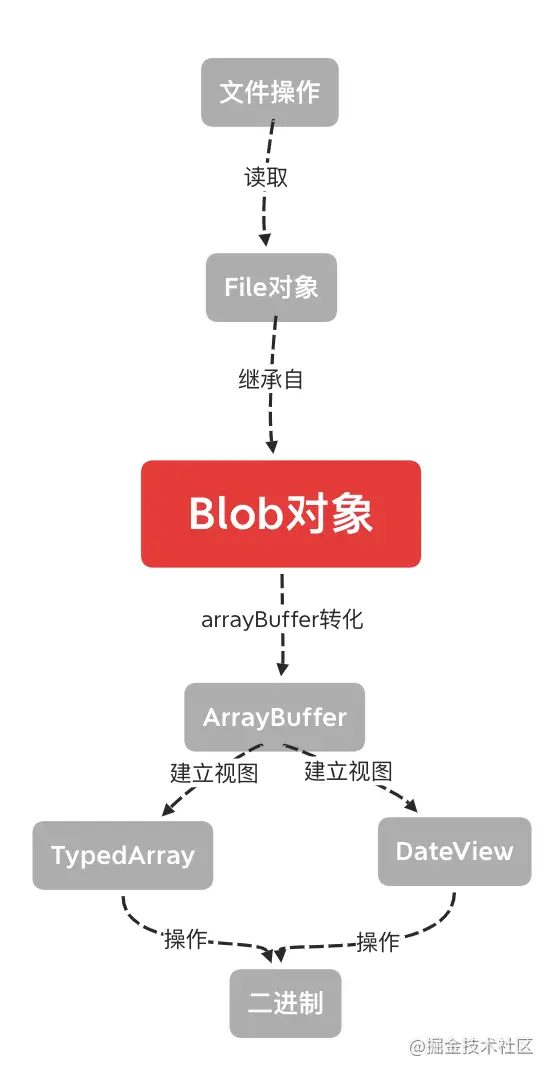 文件操作
读取
File对象
继承自
Blob对象
arrayBuffer转化
ArrayBuffer
建立视图
建立视图
TypedArray
DateView
操作
操作
二进制
@掘金技术社区